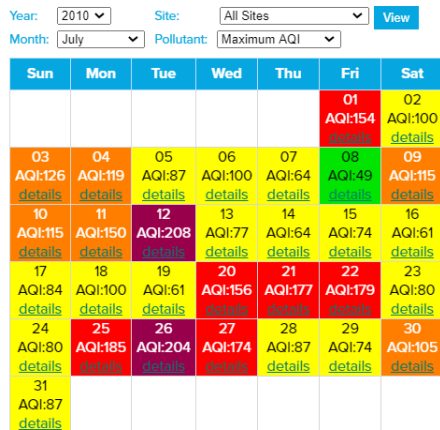 Year: 2010 Site: All Sites View
Month: July Pollutant: Maximum AQI
Sun Mon Tue Wed Thu Fri Sat
01 02
AQI:154 AQI:100
details details
03 04 05 06 07 08 09
AQI:126 AQI:119 AQI:87 AQI:100 AQI:64 AQI:49 AQI:115
details details details details details details details
10 11 12 13 14 15 16
AQI:115 AQI:150 AQI:208 AQI:77 AQI:64 AQI:74 AQI:61
details details details details details details details
17 18 19 20 21 22 23
AQI:84 AQI:100 AQI:61 AQI:156 AQI:177 AQI:179 AQI:80
details details details details details details details
24 25 26 27 28 29 30
AQI:80 AQI:185 AQI:204 AQI:174 AQI:87 AQI:74 AQI:105
details details details details details details details
31
AQI:87
details